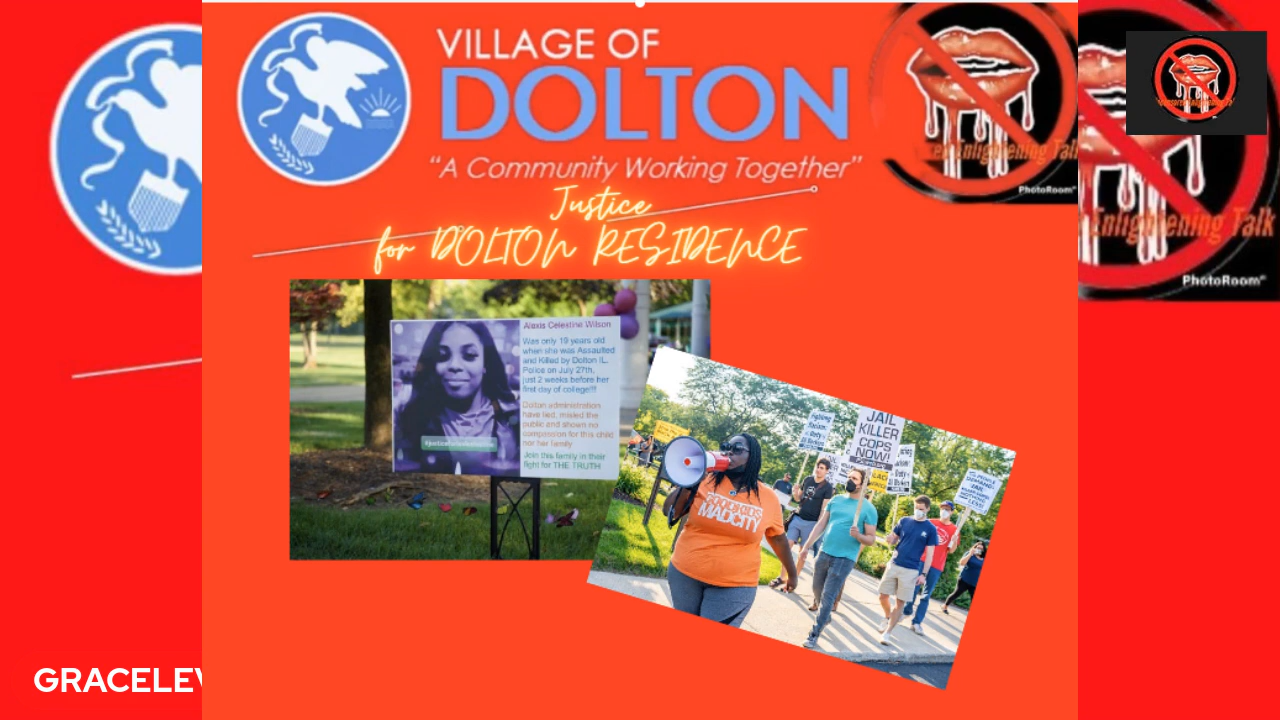 VILLAGE OF
DOLTON
“A Community Working Together”
Justice
for DOLTON RESIDENCE
Enlightening Talk
PhotoRoom
Enlightening Talk
PhotoRoom
Alexis Celestine Wilson
Was only 19 years old
when she was Assaulted
and Killed by Dolton IL.
Police on July 27th,
just 2 weeks before her
first day of college!!!
Dolton administration
have lied, misled the
public and shown no
compassion for this child
nor her family
Join this family in their
fight for THE TRUTH!
GOODKIDS
MADCITY
JAIL
KILLER
COPS
NOW!
GRACELEV